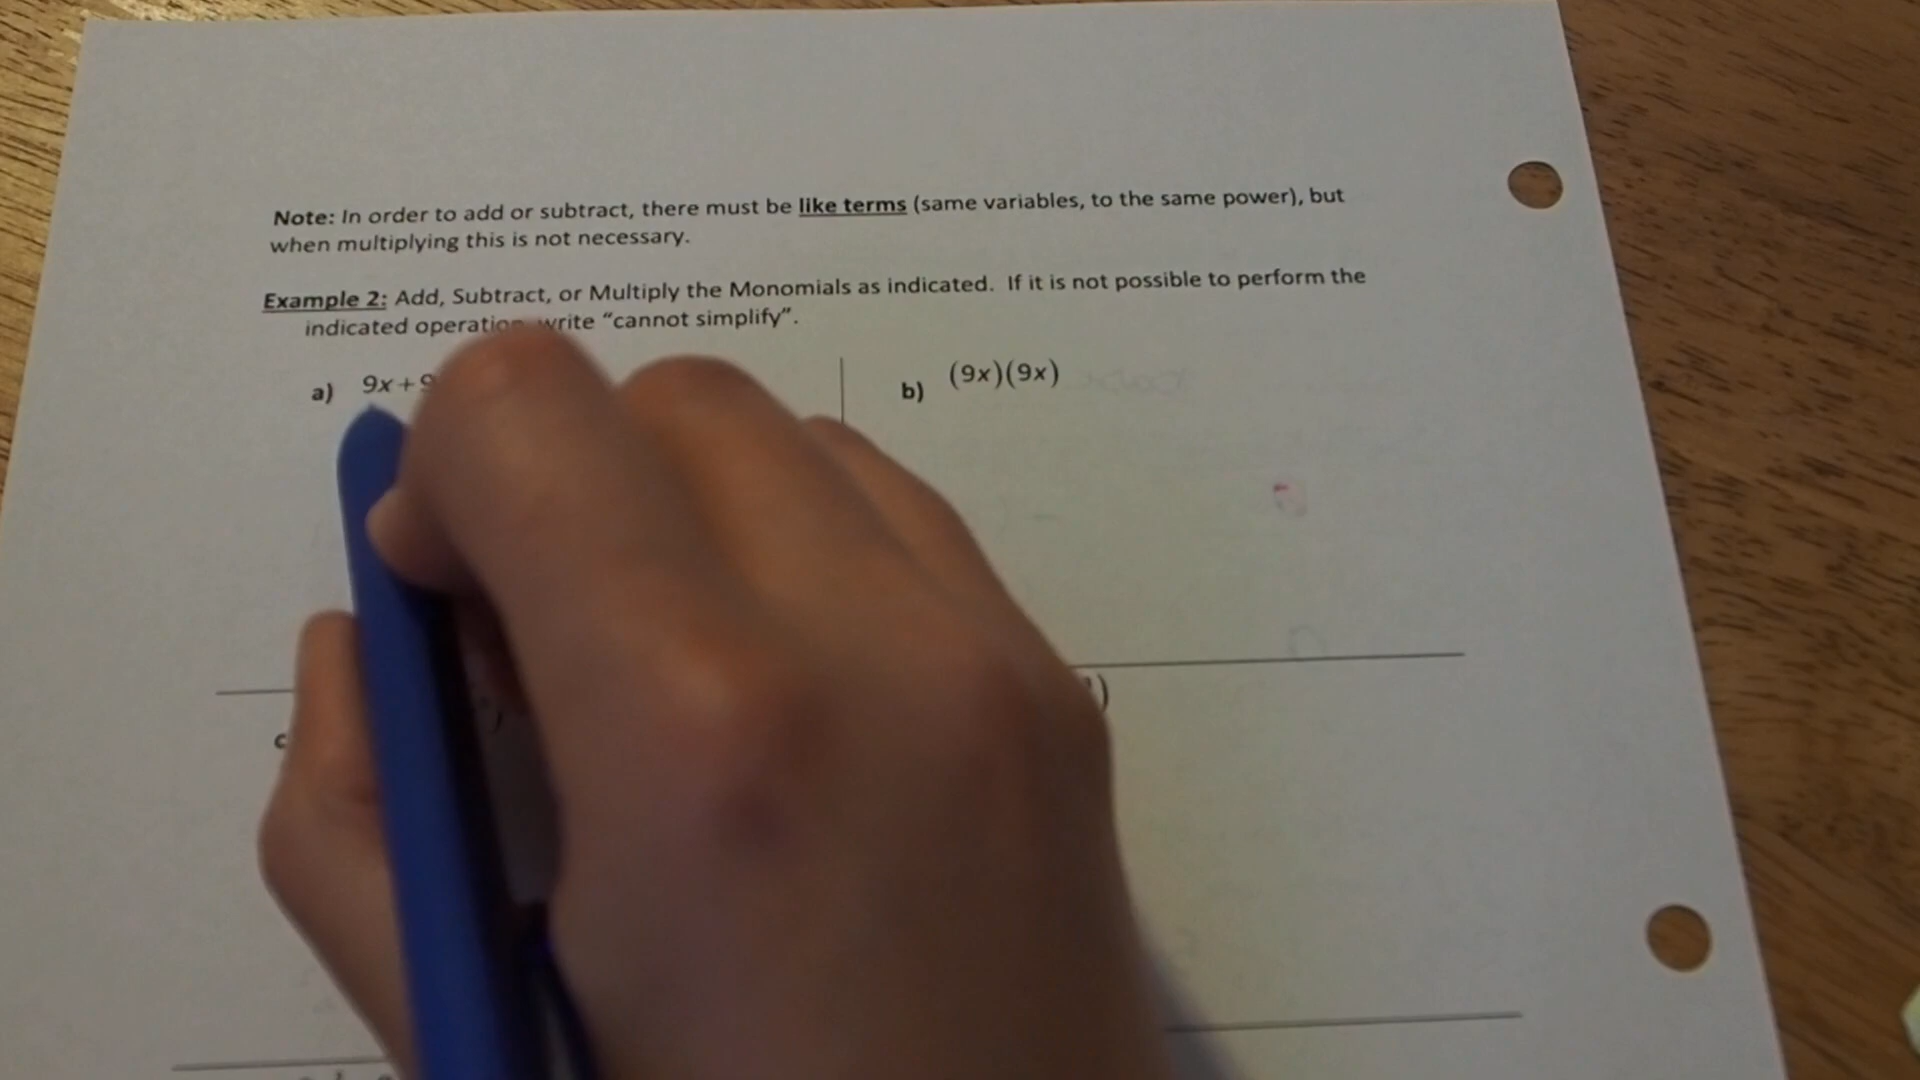 Note: In order to add or subtract, there must be like terms (same variables, to the same power), but
when multiplying this is not necessary.
Example 2: Add, Subtract, or Multiply the Monomials as indicated. If it is not possible to perform the
indicated operation, write “cannot simplify”.
a) 9x+9
b) (9x)(9x)
c
)
)